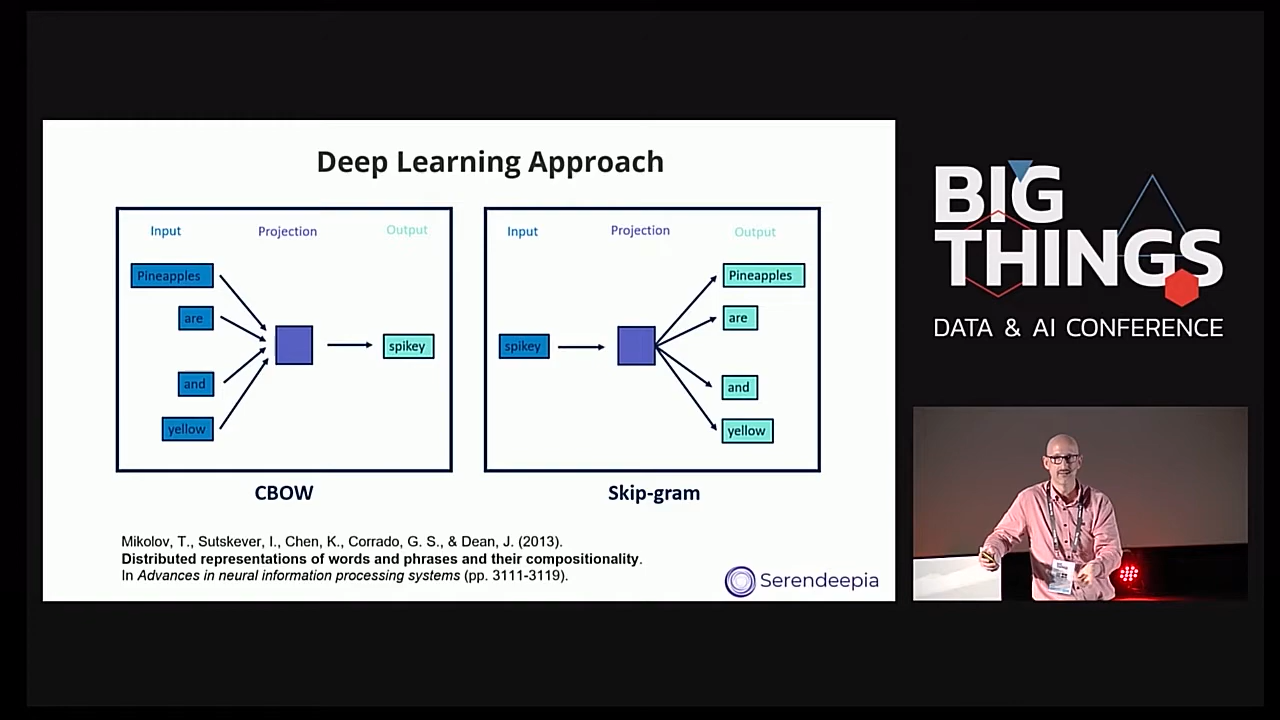 Deep Learning Approach
Input Projection Output
Pineapples
are
and
yellow
spikey
CBOW
Input Projection Output
spikey
Pineapples
are
and
yellow
Skip-gram
Mikolov, T., Sutskever, I., Chen, K., Corrado, G. S., & Dean, J. (2013).
Distributed representations of words and phrases and their compositionality.
In Advances in neural information processing systems (pp. 3111-3119).
Serendeepia
BIG
THINGS
DATA & AI CONFERENCE